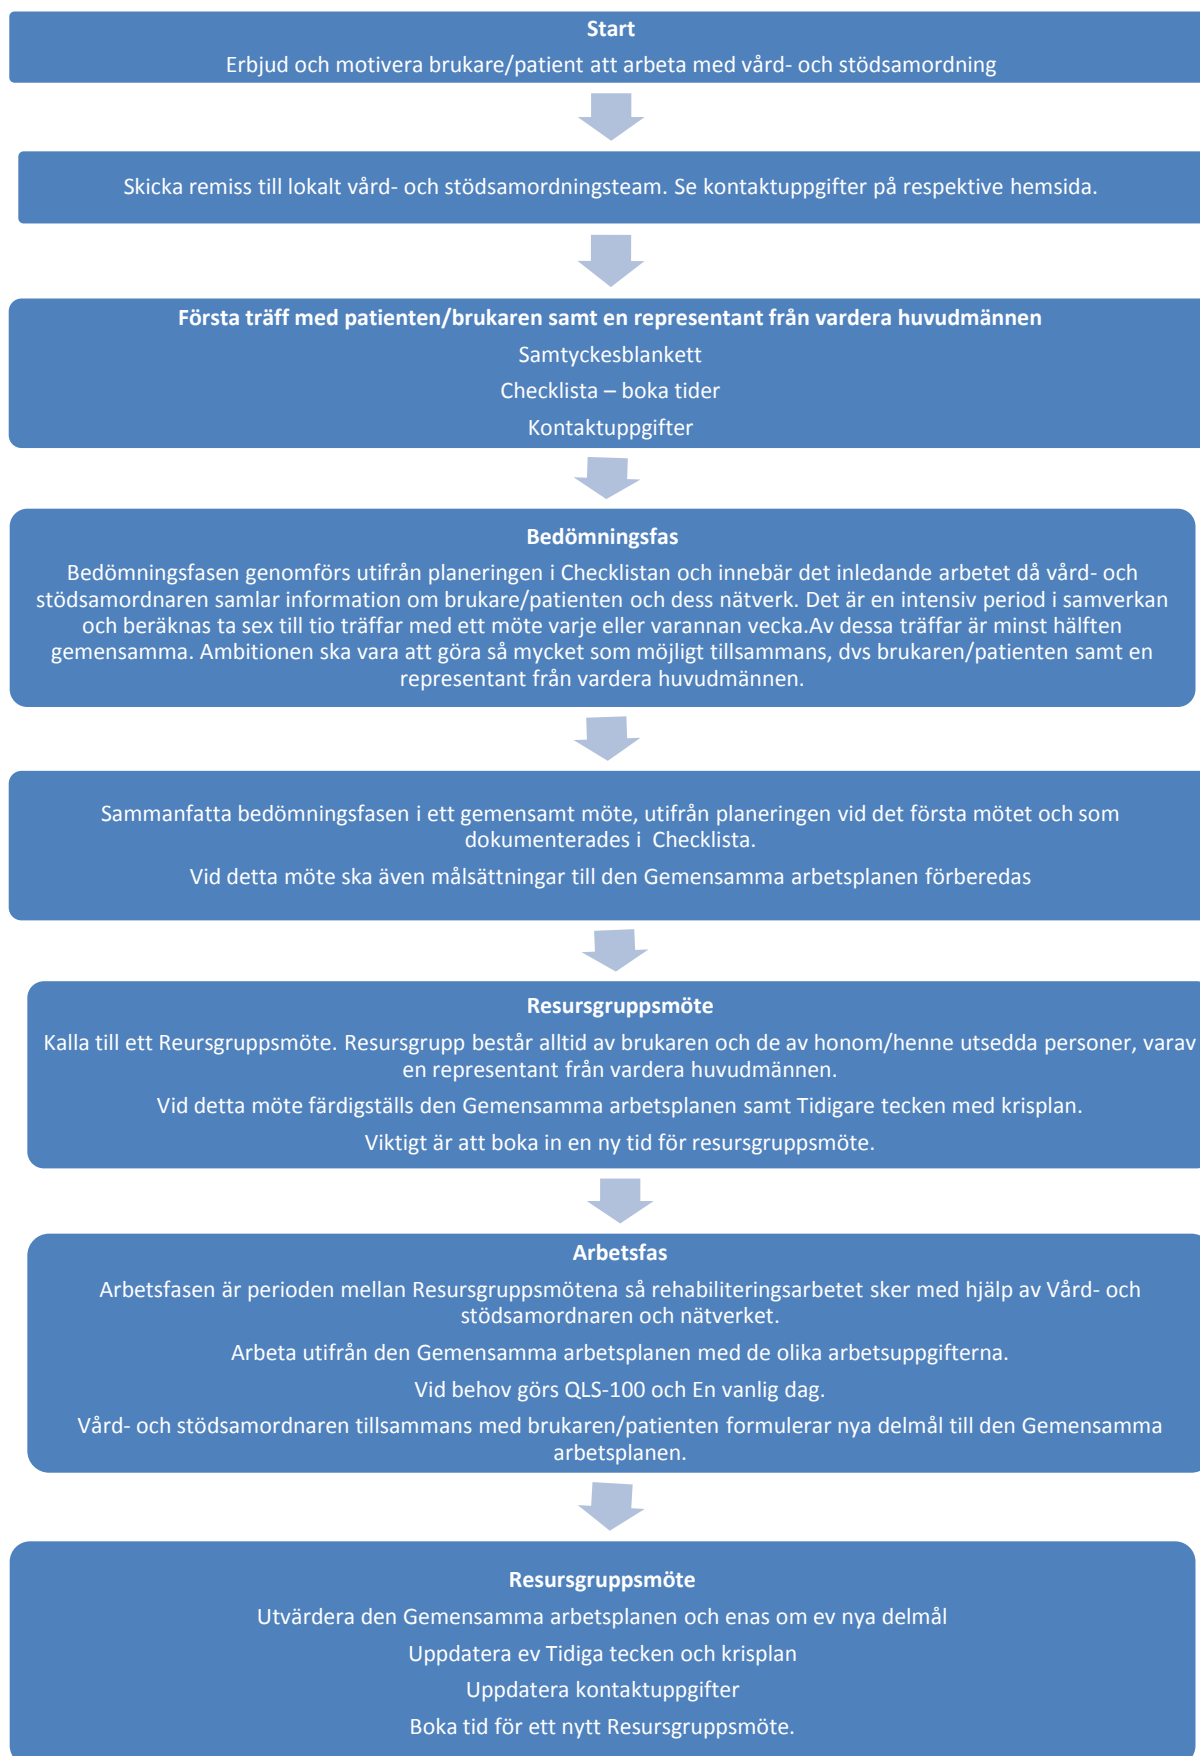 Start
Erbjud och motivera brukare/patient att arbeta med vård- och stödsamordning
Skicka remiss till lokalt vård- och stödsamordningsteam. Se kontaktuppgifter på respektive hemsida.
Första träff med patienten/brukaren samt en representant från vardera huvudmännen
Samtyckesblankett
Checklista – boka tider
Kontaktuppgifter
Bedömningsfas
Bedömningsfasen genomförs utifrån planeringen i Checklistan och innebär det inledande arbetet då vård- och
stödsamordnaren samlar information om brukare/patienten och dess nätverk. Det är en intensiv period i samverkan
och beräknas ta sex till tio träffar med ett möte varje eller varannan vecka.Av dessa träffar är minst hälften
gemensamma. Ambitionen ska vara att göra så mycket som möjligt tillsammans, dvs brukaren/patienten samt en
representant från vardera huvudmännen.
Sammanfatta bedömningsfasen i ett gemensamt möte, utifrån planeringen vid det första mötet och som
dokumenterades i  Checklista.
Vid detta möte ska även målsättningar till den Gemensamma arbetsplanen förberedas
Resursgruppsmöte
Kalla till ett Reursgruppsmöte. Resursgrupp består alltid av brukaren och de av honom/henne utsedda personer, varav
en representant från vardera huvudmännen.
Vid detta möte färdigställs den Gemensamma arbetsplanen samt Tidigare tecken med krisplan.
Viktigt är att boka in en ny tid för resursgruppsmöte.
Arbetsfas
Arbetsfasen är perioden mellan Resursgruppsmötena så rehabiliteringsarbetet sker med hjälp av Vård- och
stödsamordnaren och nätverket.
Arbeta utifrån den Gemensamma arbetsplanen med de olika arbetsuppgifterna.
Vid behov görs QLS-100 och En vanlig dag.
Vård- och stödsamordnaren tillsammans med brukaren/patienten formulerar nya delmål till den Gemensamma
arbetsplanen.
Resursgruppsmöte
Utvärdera den Gemensamma arbetsplanen och enas om ev nya delmål
Uppdatera ev Tidiga tecken och krisplan
Uppdatera kontaktuppgifter
Boka tid för ett nytt Resursgruppsmöte.